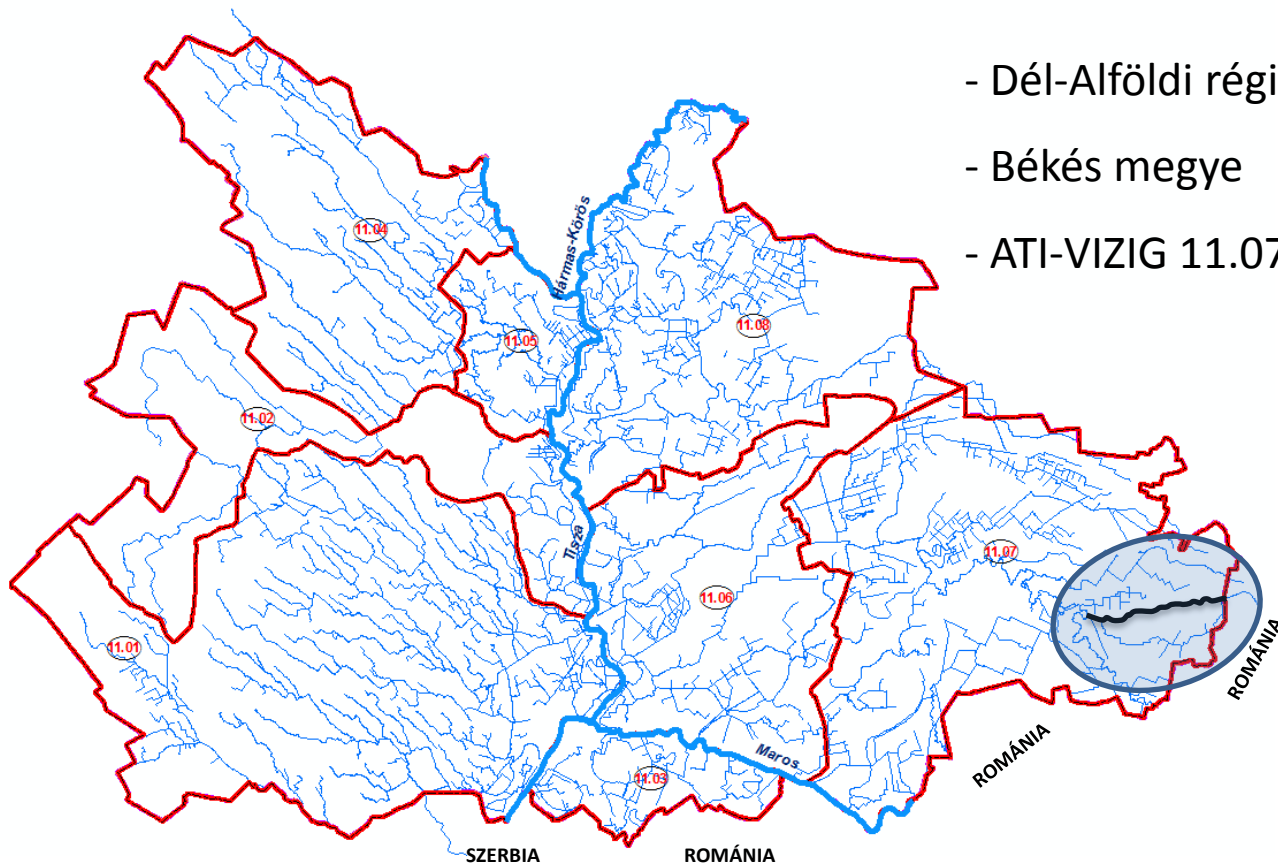 - Dél-Alföldi régi
- Békés megye
- ATI-VIZIG 11.07
Hármas-Körös
11.04
11.08
11.05
11.02
Tisza
11.07
11.06
11.01
ROMÁNIA
Maros
ROMÁNIA
11.03
SZERBIA
ROMÁNIA